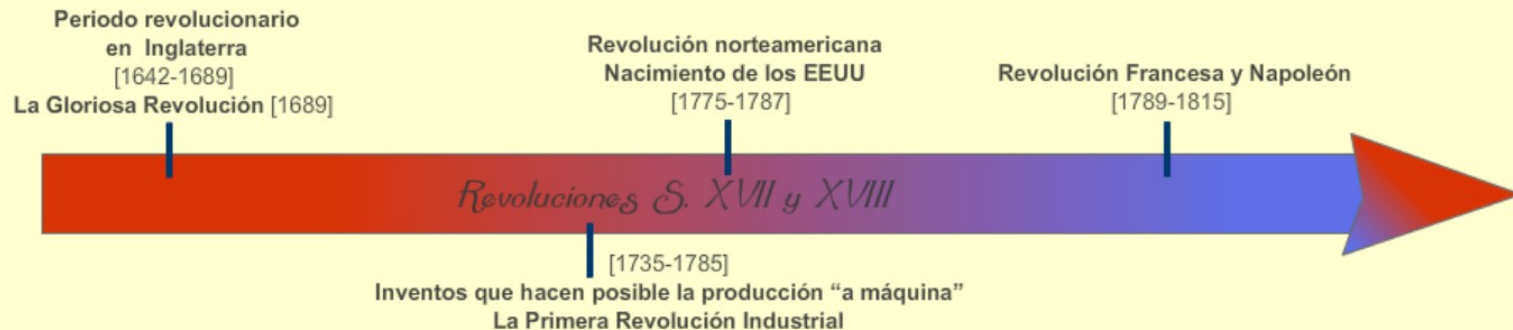 Periodo revolucionario
en Inglaterra
[1642-1689]
La Gloriosa Revolución [1689]
Revolución norteamericana
Nacimiento de los EEUU
[1775-1787]
Revolución Francesa y Napoleón
[1789-1815]
Revoluciones S. XVII y XVIII
[1735-1785]
Inventos que hacen posible la producción “a máquina”
La Primera Revolución Industrial